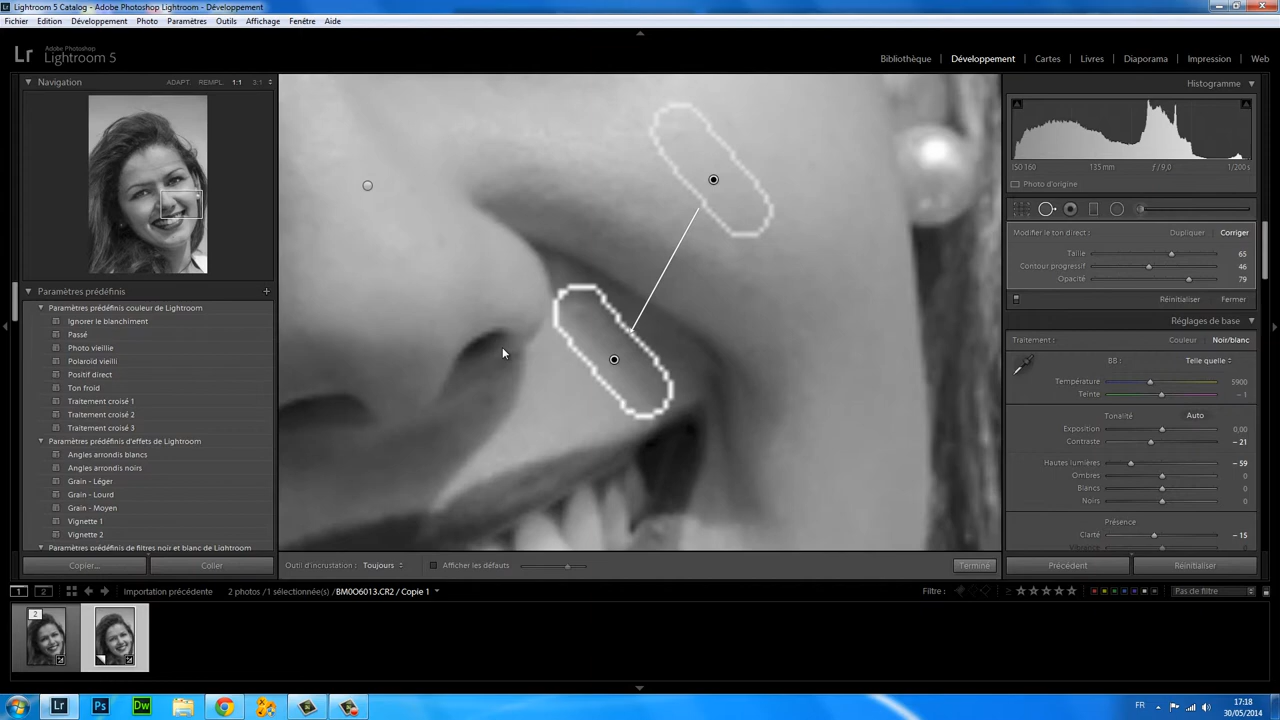 Lightroom 5 Catalog - Adobe Photoshop Lightroom - Développement
Fichier Edition Développement Photo Paramètres Outils Affichage Fenêtre Aide
Lr
Adobe Photoshop
Lightroom 5
Bibliothèque Développement Cartes Livres Diaporama Impression Web
Navigation ADAPT. REMPL. 1:1 3:1
Paramètres prédéfinis +
Paramètres prédéfinis couleur de Lightroom
Ignorer le blanchiment
Passé
Photo vieillie
Polaroïd vieilli
Positif direct
Ton froid
Traitement croisé 1
Traitement croisé 2
Traitement croisé 3
Paramètres prédéfinis d'effets de Lightroom
Angles arrondis blancs
Angles arrondis noirs
Grain - Léger
Grain - Lourd
Grain - Moyen
Vignette 1
Vignette 2
Paramètres prédéfinis de filtres noir et blanc de Lightroom
Copier... Coller
Outil d'incrustation : Toujours Afficher les défauts Terminé
Histogramme
ISO 160 135 mm ƒ / 9,0 1/200 s
Photo d'origine
Modifier le ton direct : Dupliquer Corriger
Taille 65
Contour progressif 46
Opacité 79
Réinitialiser Fermer
Réglages de base
Traitement : Couleur Noir/blanc
BB : Telle quelle
Température 5900
Teinte – 1
Tonalité Auto
Exposition 0,00
Contraste – 21
Hautes lumières – 59
Ombres 0
Blancs 0
Noirs 0
Présence
Clarté – 15
Vibrance 0
Précédent Réinitialiser
1 2 Importation précédente 2 photos /1 sélectionnée(s) /BM0O6013.CR2 / Copie 1 Filtre : Pas de filtre
2
Lr Ps Dw FR 17:18
30/05/2014